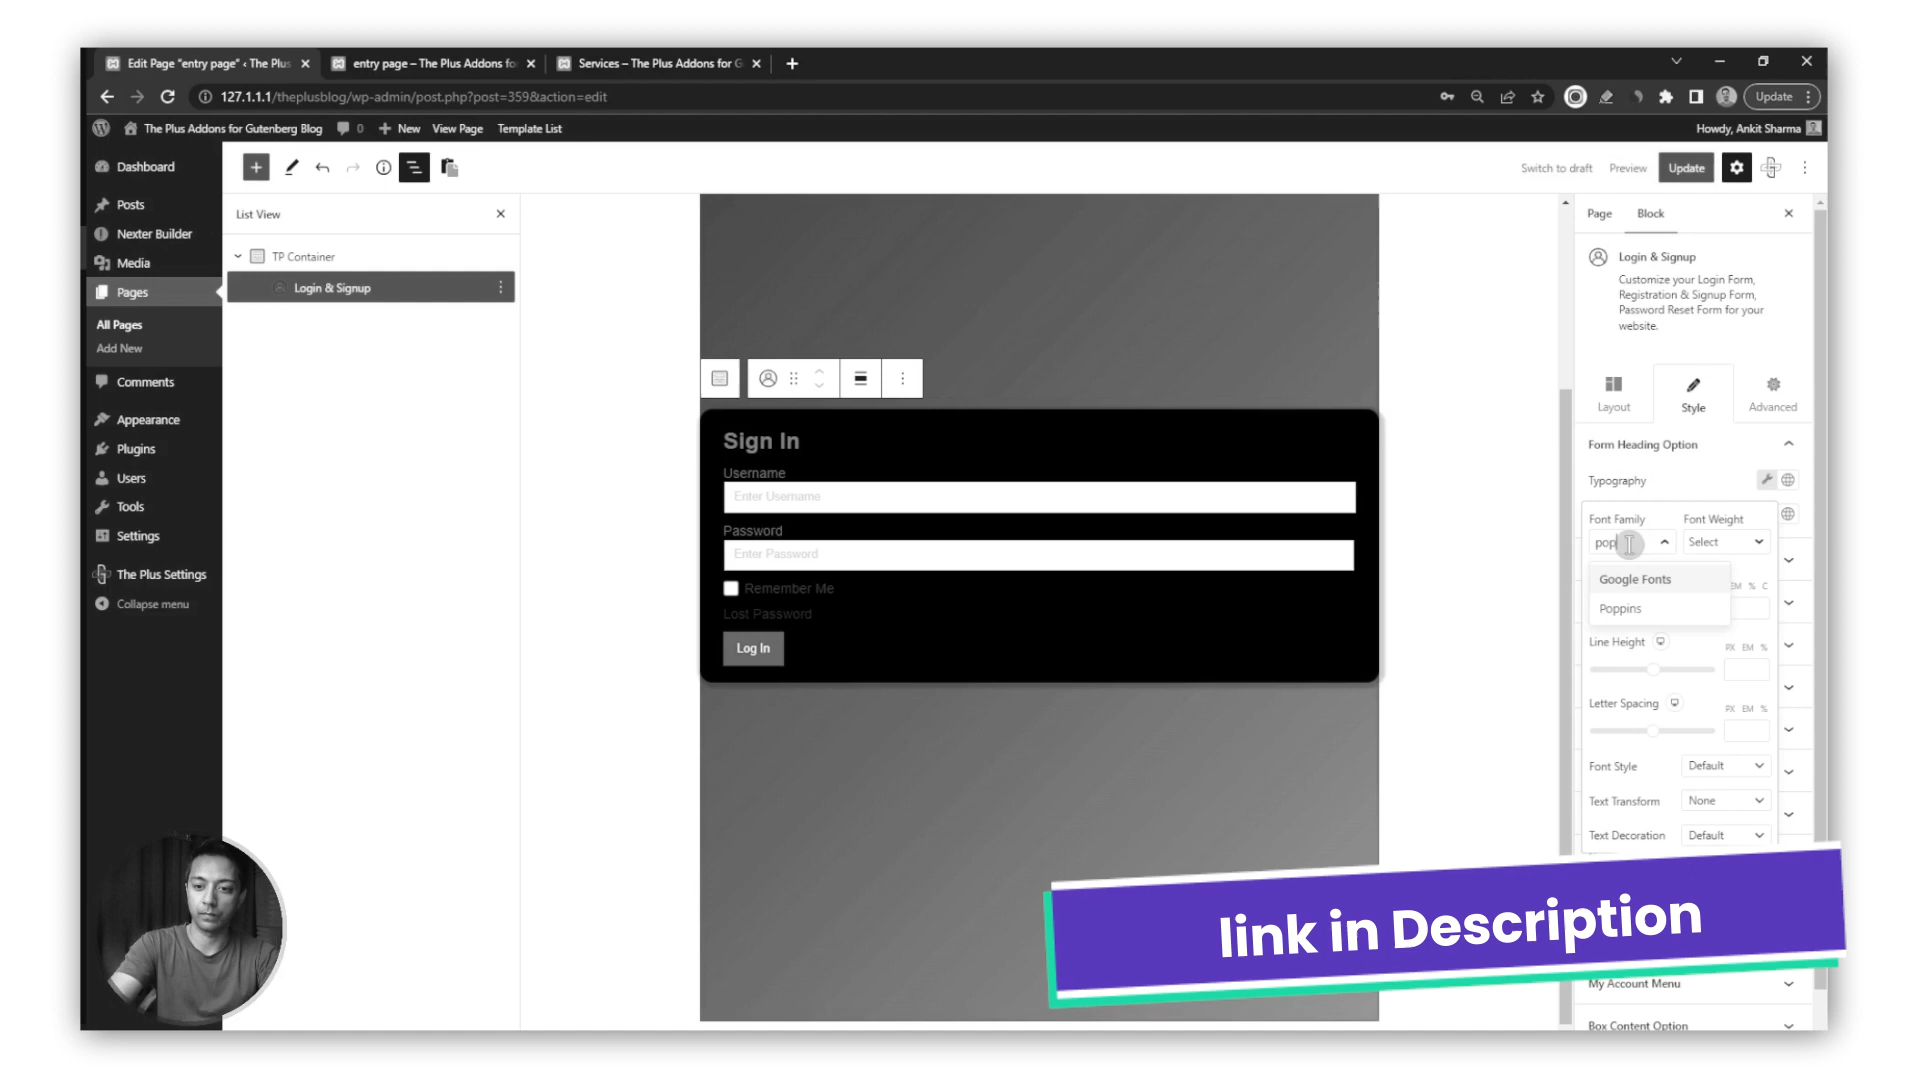 Edit Page “entry page” ‹ The Plus
entry page – The Plus Addons fo
Services – The Plus Addons for G
127.1.1.1/theplusblog/wp-admin/post.php?post=359&action=edit
Update
The Plus Addons for Gutenberg Blog
0
New
View Page
Template List
Howdy, Ankit Sharma
Dashboard
Posts
Nexter Builder
Media
Pages
All Pages
Add New
Comments
Appearance
Plugins
Users
Tools
Settings
The Plus Settings
Collapse menu
Switch to draft
Preview
Update
List View
TP Container
Login & Signup
Sign In
Username
Enter Username
Password
Enter Password
Remember Me
Lost Password
Log In
Page
Block
Login & Signup
Customize your Login Form,
Registration & Signup Form,
Password Reset Form for your
website.
Layout
Style
Advanced
Form Heading Option
Typography
Font Family
Font Weight
pop
Select
Google Fonts
EM % C
Poppins
Line Height
PX EM %
Letter Spacing
PX EM %
Font Style
Default
Text Transform
None
Text Decoration
Default
link in Description
My Account Menu
Box Content Option